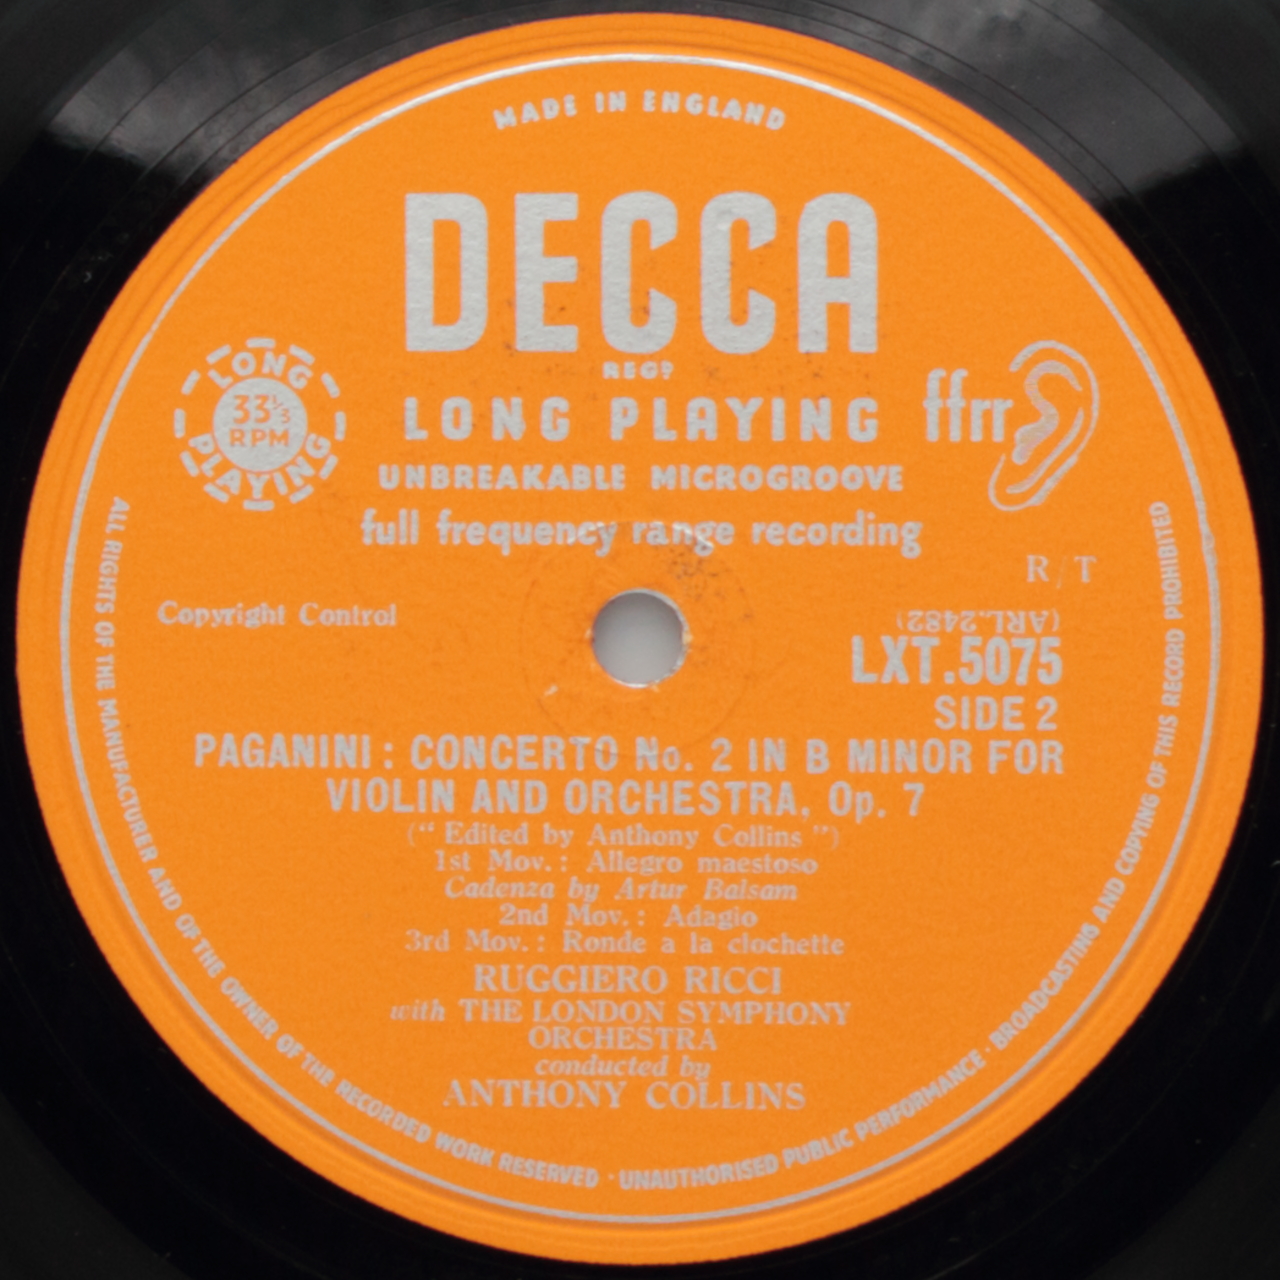 MADE IN ENGLAND
DECCA
REGD
LONG PLAYING
33 1/3
RPM
LONG PLAYING
ffrr
UNBREAKABLE MICROGROOVE
full frequency range recording
R/T
Copyright Control
(ARL.2482)
LXT.5075
SIDE 2
PAGANINI : CONCERTO No. 2 IN B MINOR FOR
VIOLIN AND ORCHESTRA, Op. 7
(“ Edited by Anthony Collins ”)
1st Mov. : Allegro maestoso
Cadenza by Artur Balsam
2nd Mov. : Adagio
3rd Mov. : Ronde a la clochette
RUGGIERO RICCI
with THE LONDON SYMPHONY
ORCHESTRA
conducted by
ANTHONY COLLINS
ALL RIGHTS OF THE MANUFACTURER AND OF THE OWNER OF THE RECORDED WORK RESERVED · UNAUTHORISED PUBLIC PERFORMANCE · BROADCASTING AND COPYING OF THIS RECORD PROHIBITED